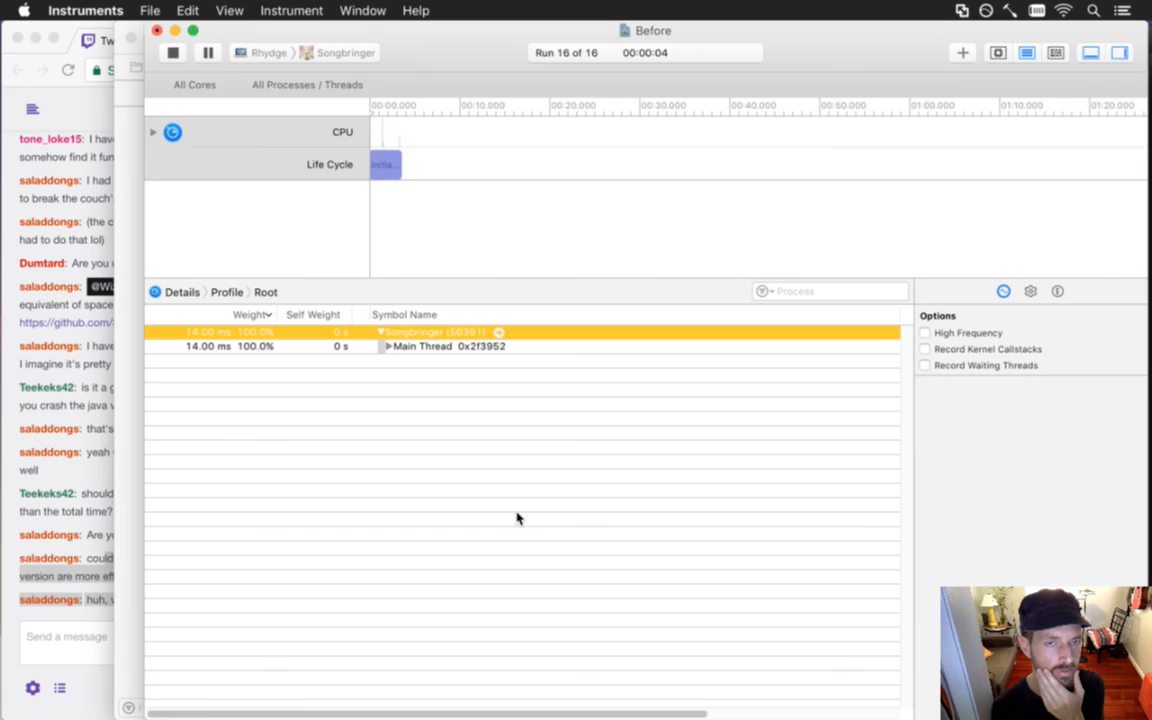 Instruments File Edit View Instrument Window Help
Before
Tw
Rhydge Songbringer
Run 16 of 16 00:00:04
All Cores All Processes / Threads
00:00.000 00:10.000 00:20.000 00:30.000 00:40.000 00:50.000 01:00.000 01:10.000 01:20.000
CPU
Life Cycle
Initia...
tone_loke15: I have
somehow find it fun
saladdongs: I had
to break the couch'
saladdongs: (the c
had to do that lol)
Dumtard: Are you
saladdongs: @Wi
equivalent of space
https://github.com/
saladdongs: I have
I imagine it's pretty
Teekeks42: is it a g
you crash the java v
saladdongs: that's
saladdongs: yeah
well
Teekeks42: should
than the total time?
saladdongs: Are yo
saladdongs: could
version are more eff
saladdongs: huh, w
Send a message
Details Profile Root
Process
Weight Self Weight Symbol Name
14.00 ms 100.0% 0 s Songbringer (56391)
14.00 ms 100.0% 0 s Main Thread 0x2f3952
Options
High Frequency
Record Kernel Callstacks
Record Waiting Threads